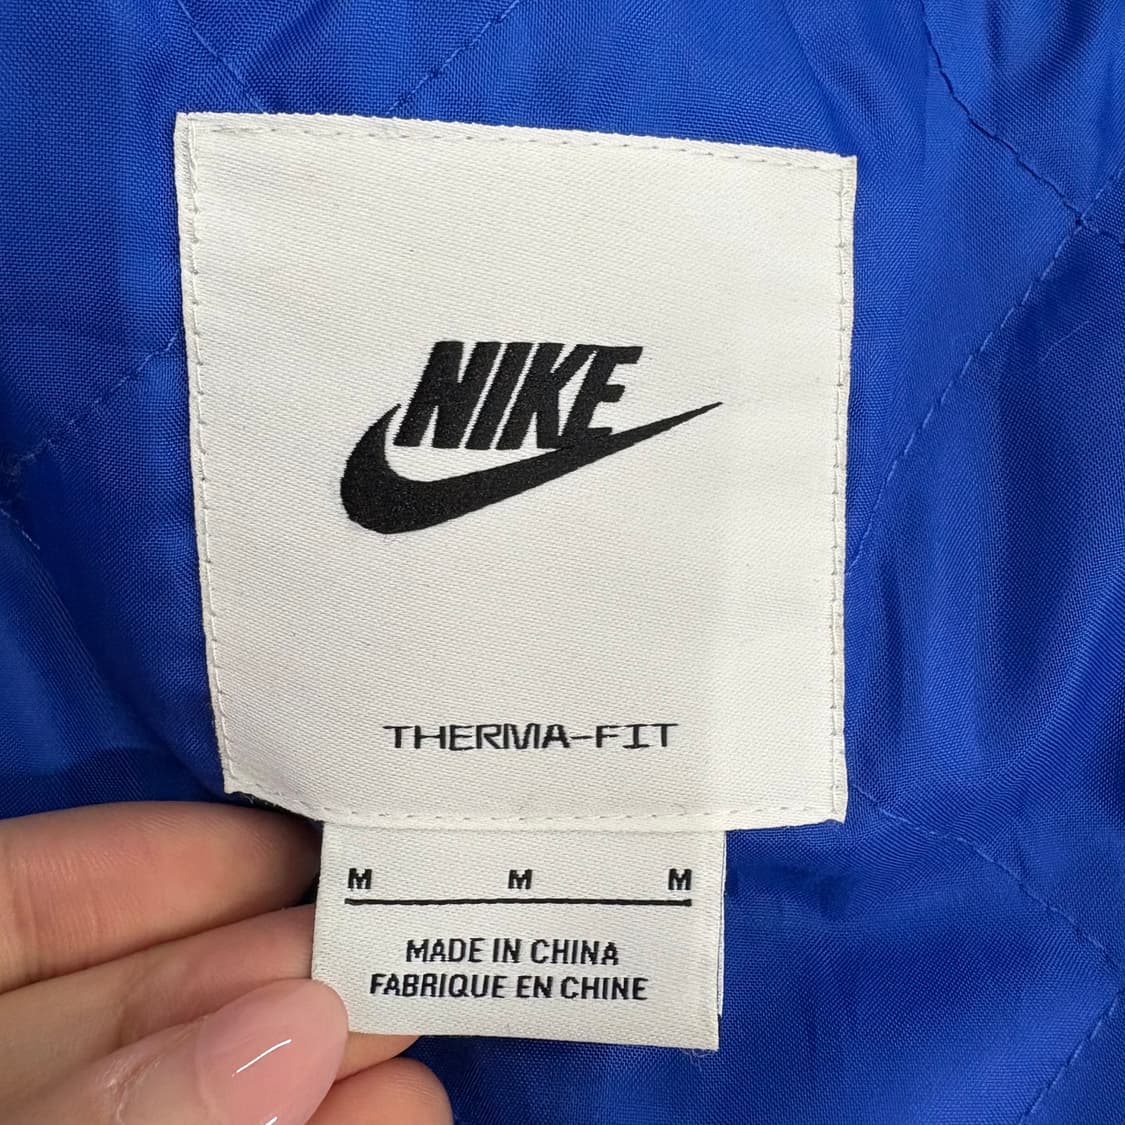 NIKE
THERMA-FIT
M M M
MADE IN CHINA
FABRIQUE EN CHINE